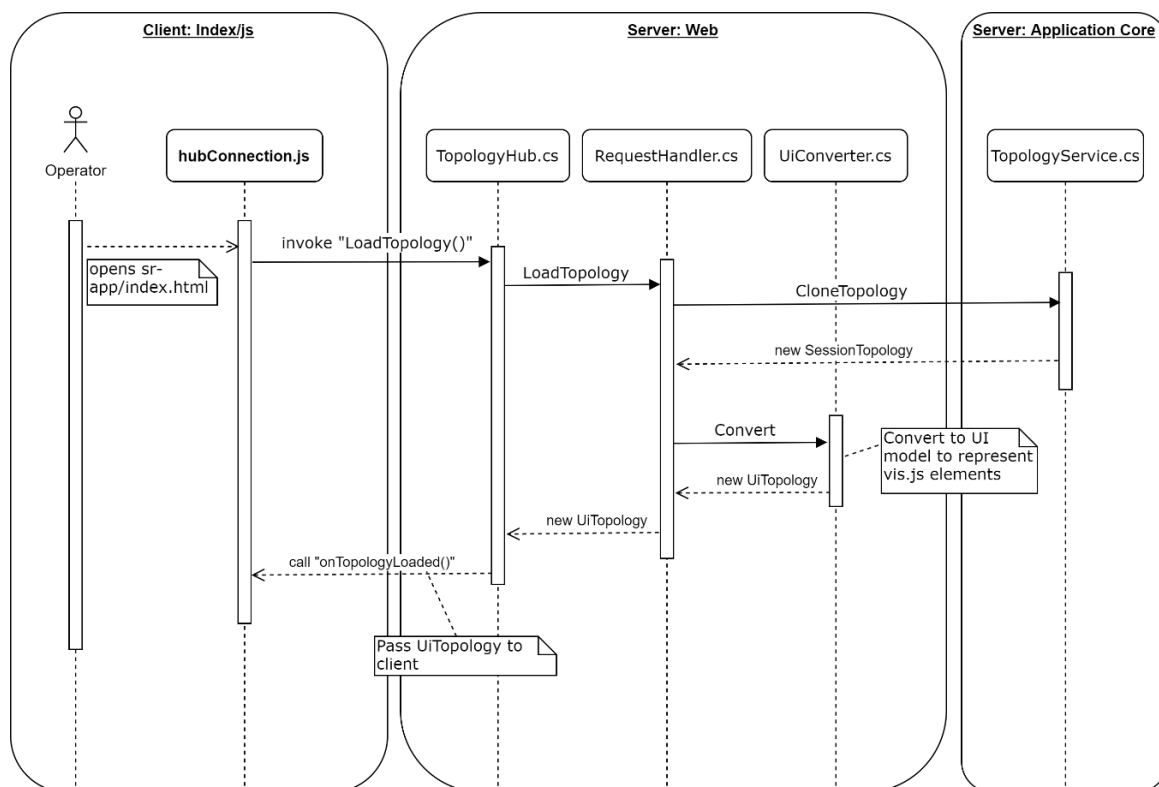 Client: Index/js
Server: Web
Server: Application Core
Operator
hubConnection.js
TopologyHub.cs
RequestHandler.cs
UiConverter.cs
TopologyService.cs
invoke "LoadTopology()"
opens sr-
app/index.html
LoadTopology
CloneTopology
new SessionTopology
Convert
Convert to UI
model to represent
vis.js elements
new UiTopology
new UiTopology
call "onTopologyLoaded()"
Pass UiTopology to
client